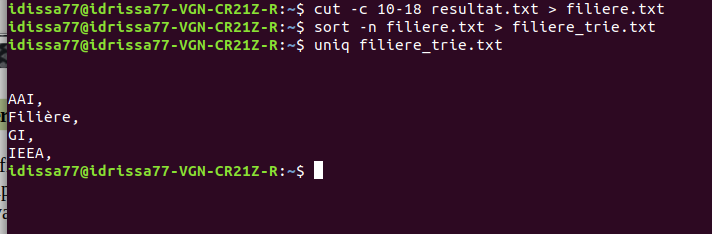 idissa77@idrissa77-VGN-CR21Z-R:~$ cut -c 10-18 resultat.txt > filiere.txt
idissa77@idrissa77-VGN-CR21Z-R:~$ sort -n filiere.txt > filiere_trie.txt
idissa77@idrissa77-VGN-CR21Z-R:~$ uniq filiere_trie.txt
AAI,
Filière,
GI,
IEEA,
idissa77@idrissa77-VGN-CR21Z-R:~$